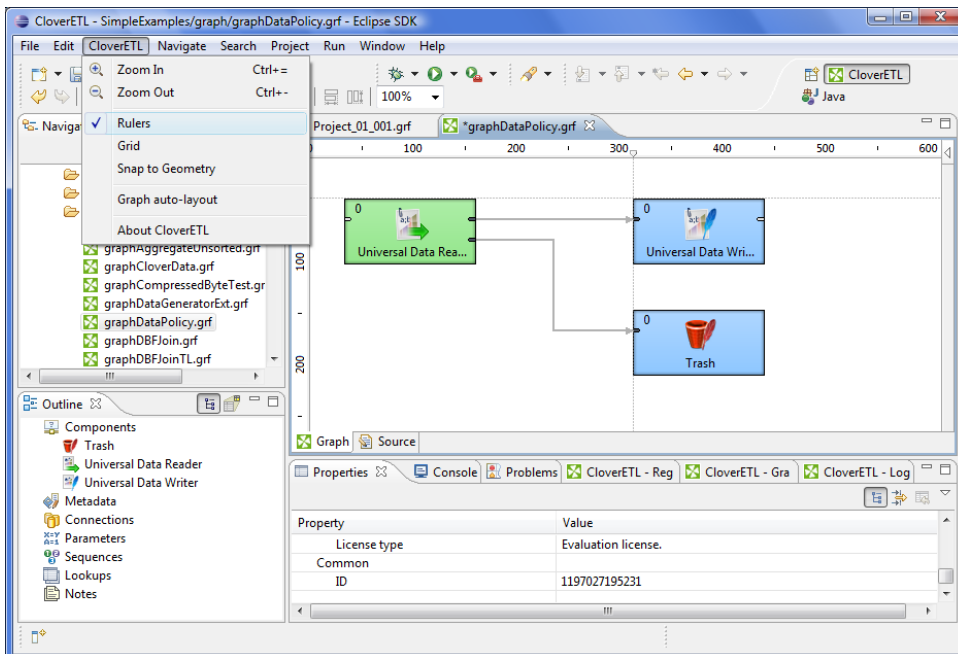 CloverETL - SimpleExamples/graph/graphDataPolicy.grf - Eclipse SDK
File Edit CloverETL Navigate Search Project Run Window Help
Zoom In Ctrl+=
Zoom Out Ctrl+-
Rulers
Grid
Snap to Geometry
Graph auto-layout
About CloverETL
100%
CloverETL
Java
Naviga
Project_01_001.grf
*graphDataPolicy.grf
100 200 300 400 500 600
100
200
graphAggregateUnsorted.grf
graphCloverData.grf
graphCompressedByteTest.gr
graphDataGeneratorExt.grf
graphDataPolicy.grf
graphDBFJoin.grf
graphDBFJoinTL.grf
0
Universal Data Rea...
0
Universal Data Wri...
0
Trash
Graph Source
Outline
Components
Trash
Universal Data Reader
Universal Data Writer
Metadata
Connections
Parameters
Sequences
Lookups
Notes
Properties Console Problems CloverETL - Reg CloverETL - Gra CloverETL - Log
Property Value
License type Evaluation license.
Common
ID 1197027195231